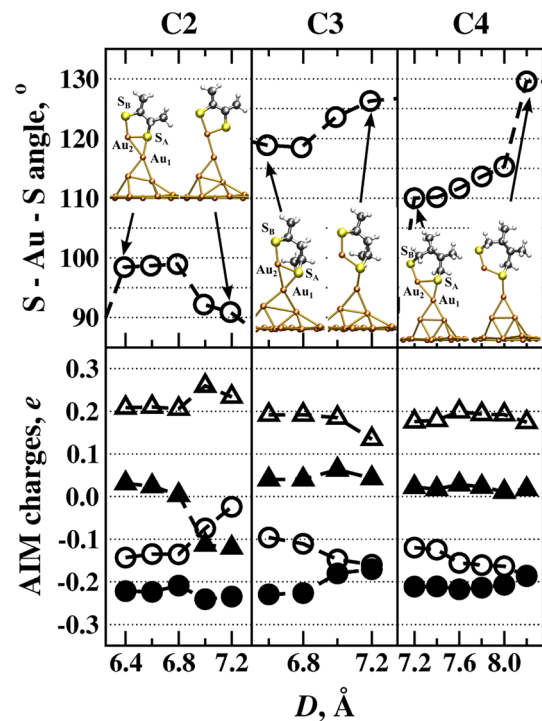 C2 C3 C4
S - Au - S angle, °
130
120
110
100
90
S_B
S_A
Au_2
Au_1
S_B
Au_2
S_A
Au_1
S_B
Au_2
S_A
Au_1
AIM charges, e
0.3
0.2
0.1
0.0
-0.1
-0.2
-0.3
6.4 6.8 7.2 6.8 7.2 7.2 7.6 8.0
D, Å